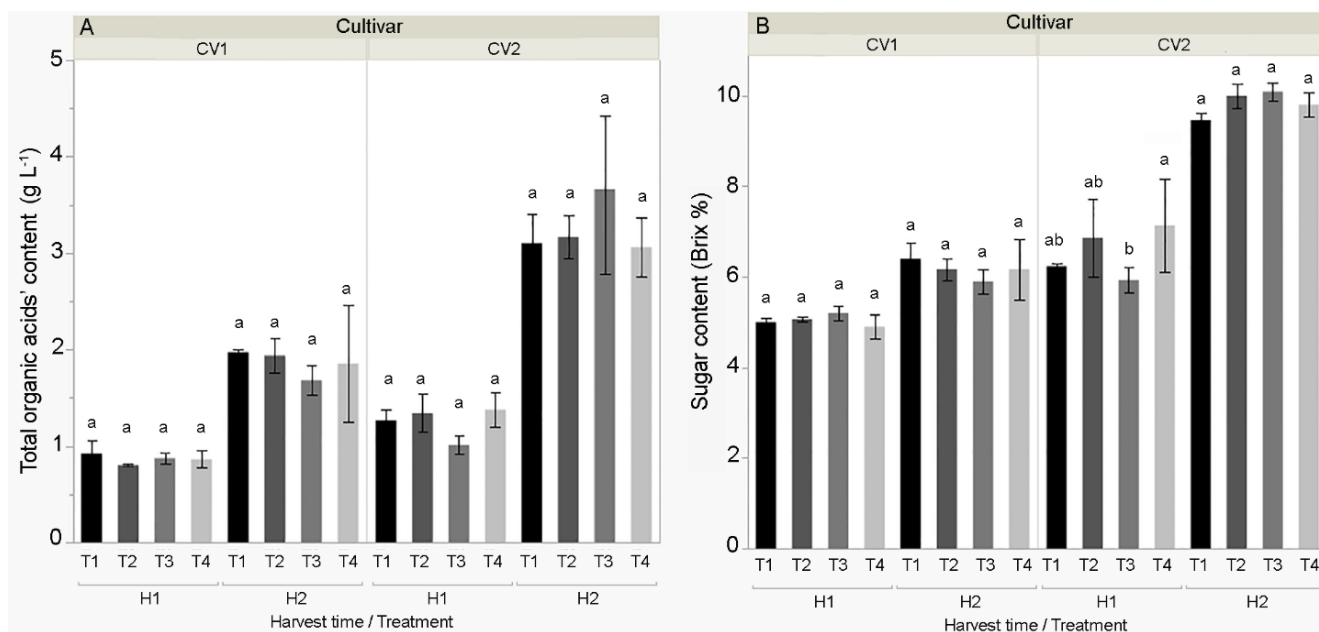 A
Cultivar
CV1 CV2
Total organic acids' content (g L-1)
5
4
3
2
1
0
a a a a a a a a a a a a a a a a
T1 T2 T3 T4 T1 T2 T3 T4 T1 T2 T3 T4 T1 T2 T3 T4
H1 H2 H1 H2
Harvest time / Treatment
B
Cultivar
CV1 CV2
Sugar content (Brix %)
10
8
6
4
2
0
a a a a a a a a ab ab b a a a a a
T1 T2 T3 T4 T1 T2 T3 T4 T1 T2 T3 T4 T1 T2 T3 T4
H1 H2 H1 H2
Harvest time / Treatment